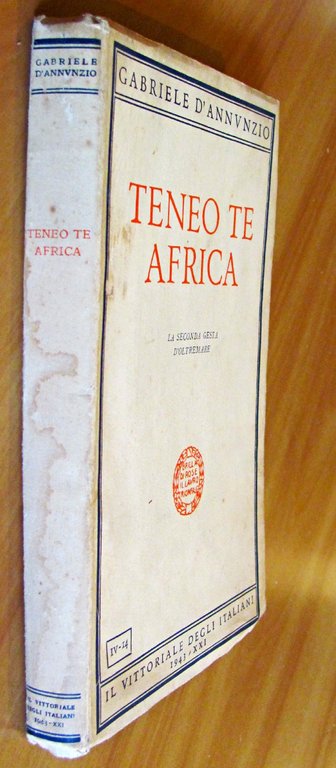 GABRIELE
D'ANNVNZIO
TENEO TE
AFRICA
IL VITTORIALE
DEGLI ITALIANI
1943-XXI
GABRIELE D'ANNVNZIO
TENEO TE
AFRICA
LA SECONDA GESTA
D'OLTREMARE
IV-14
IL VITTORIALE DEGLI ITALIANI
1943/XXI